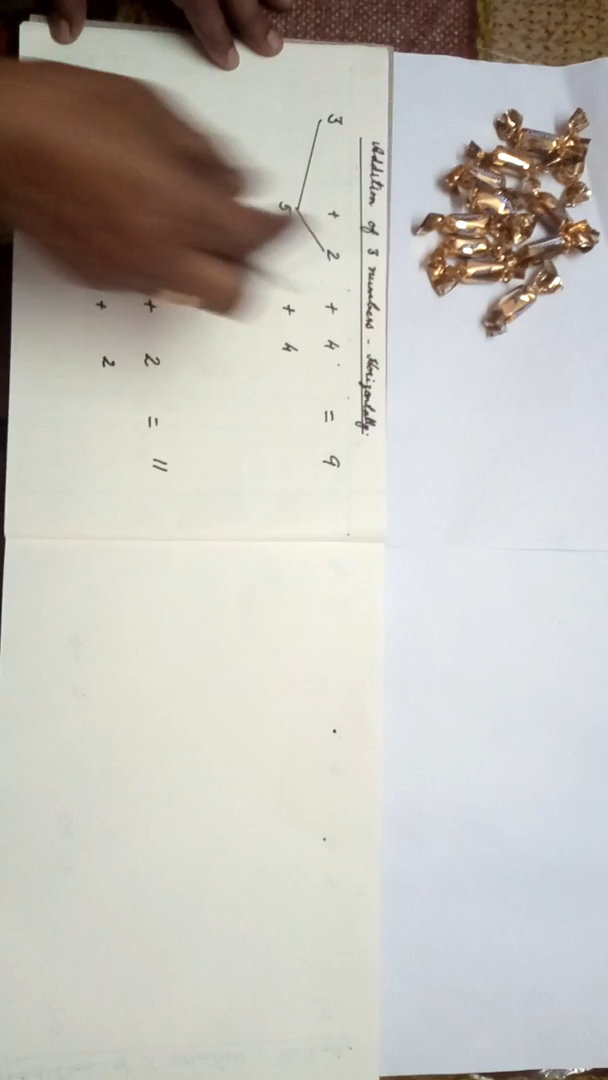 Addition of 3 numbers - Horizontally:
3 + 2 + 4 = 9
5 + 4
+ 2 = 11
+ 2